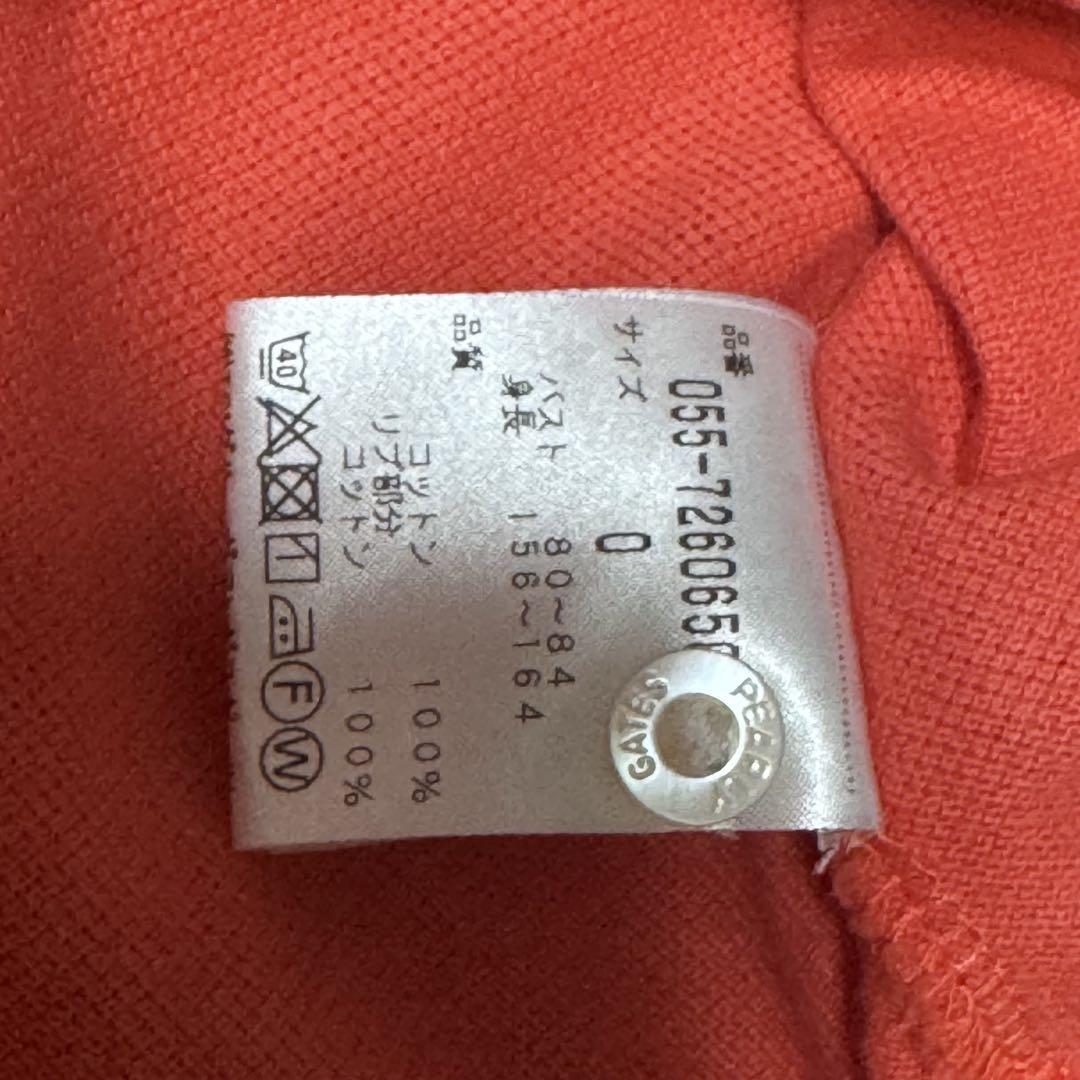 品番
055-726065
サイズ 0
バスト 80～84
身長 156～164
品質
コットン 100%
リブ部分
コットン 100%
40
F W
PEARLY
GATES